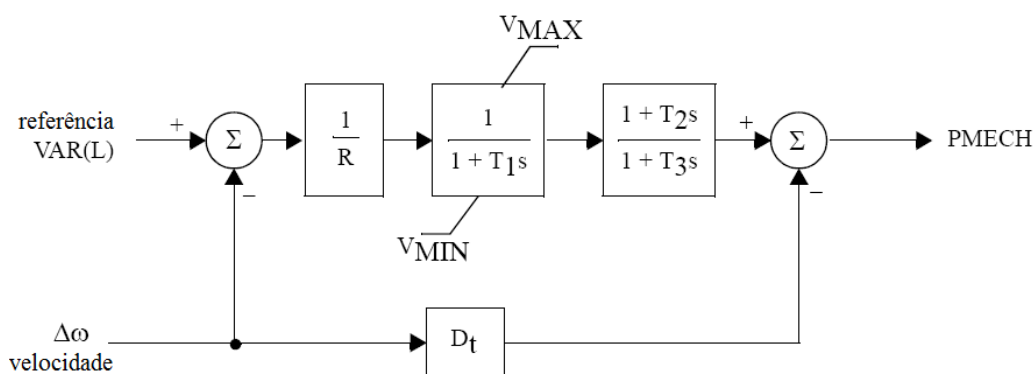 VMAX
referência
VAR(L)
+
Σ
–
1
R
1
1 + T1s
VMIN
1 + T2s
1 + T3s
+
Σ
–
PMECH
Δω
velocidade
Dt